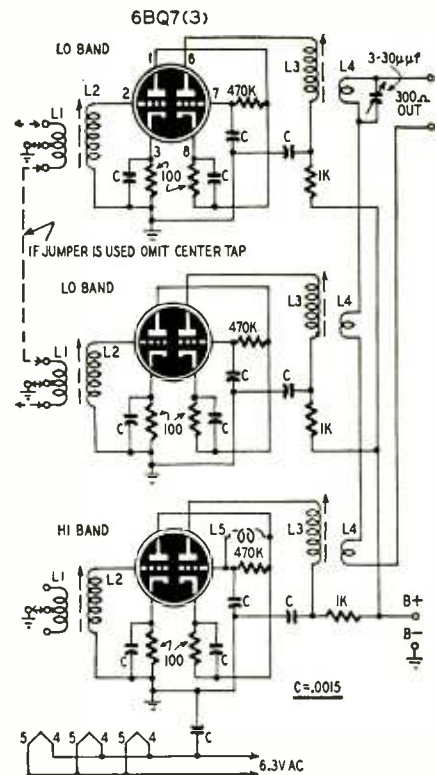 6BQ7(3)
LO BAND
1 6
L1 L2 2 7 470K L3 L4 3-30µµf
300Ω
OUT
C C
3 8
C 100 C 1K
IF JUMPER IS USED OMIT CENTER TAP
LO BAND
L1 L2 470K L3 L4
C C
C 100 C 1K
HI BAND
L5
L1 L2 470K L3 L4
C C 1K B+
C 100 C B-
C=.0015
C
5 4 5 4 5 4
6.3V AC